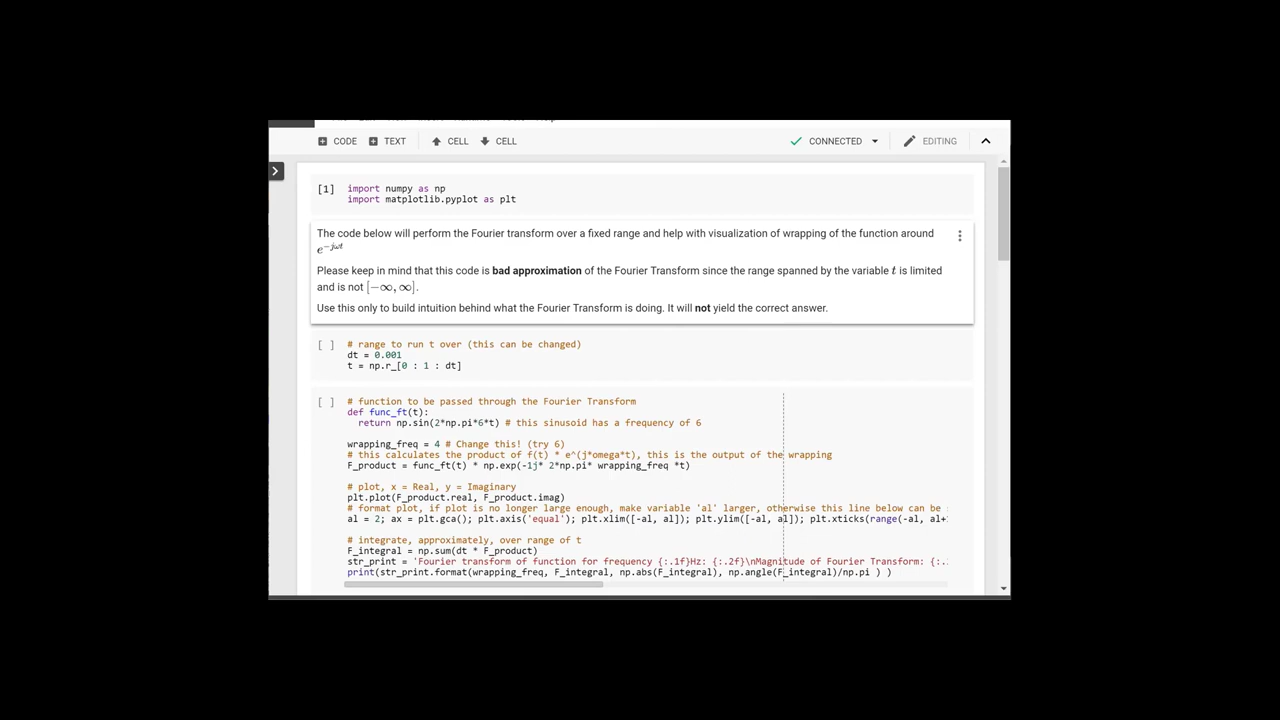 CODE TEXT CELL CELL CONNECTED EDITING
[1] import numpy as np
import matplotlib.pyplot as plt
The code below will perform the Fourier transform over a fixed range and help with visualization of wrapping of the function around
e^{-jωt}
Please keep in mind that this code is bad approximation of the Fourier Transform since the range spanned by the variable t is limited
and is not [−∞, ∞].
Use this only to build intuition behind what the Fourier Transform is doing. It will not yield the correct answer.
[ ] # range to run t over (this can be changed)
dt = 0.001
t = np.r_[0 : 1 : dt]
[ ] # function to be passed through the Fourier Transform
def func_ft(t):
return np.sin(2*np.pi*6*t) # this sinusoid has a frequency of 6
wrapping_freq = 4 # Change this! (try 6)
# this calculates the product of f(t) * e^(j*omega*t), this is the output of the wrapping
F_product = func_ft(t) * np.exp(-1j* 2*np.pi* wrapping_freq *t)
# plot, x = Real, y = Imaginary
plt.plot(F_product.real, F_product.imag)
# format plot, if plot is no longer large enough, make variable 'al' larger, otherwise this line below can be
al = 2; ax = plt.gca(); plt.axis('equal'); plt.xlim([-al, al]); plt.ylim([-al, al]); plt.xticks(range(-al, al+
# integrate, approximately, over range of t
F_integral = np.sum(dt * F_product)
str_print = 'Fourier transform of function for frequency {:.1f}Hz: {:.2f}\nMagnitude of Fourier Transform: {:.
print(str_print.format(wrapping_freq, F_integral, np.abs(F_integral), np.angle(F_integral)/np.pi ) )